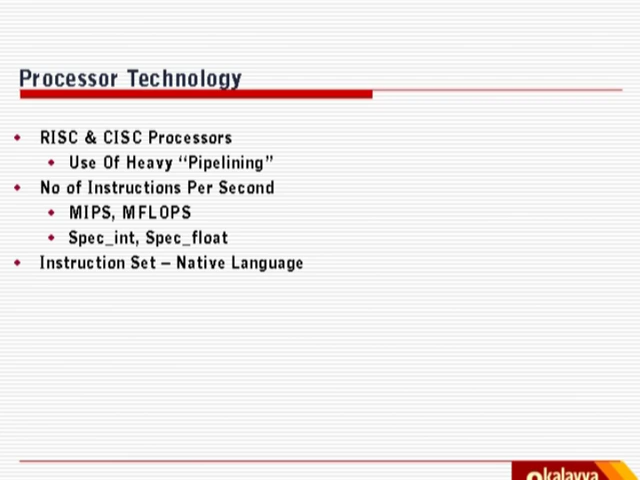 Processor Technology
RISC & CISC Processors
Use Of Heavy “Pipelining”
No of Instructions Per Second
MIPS, MFLOPS
Spec_int, Spec_float
Instruction Set – Native Language